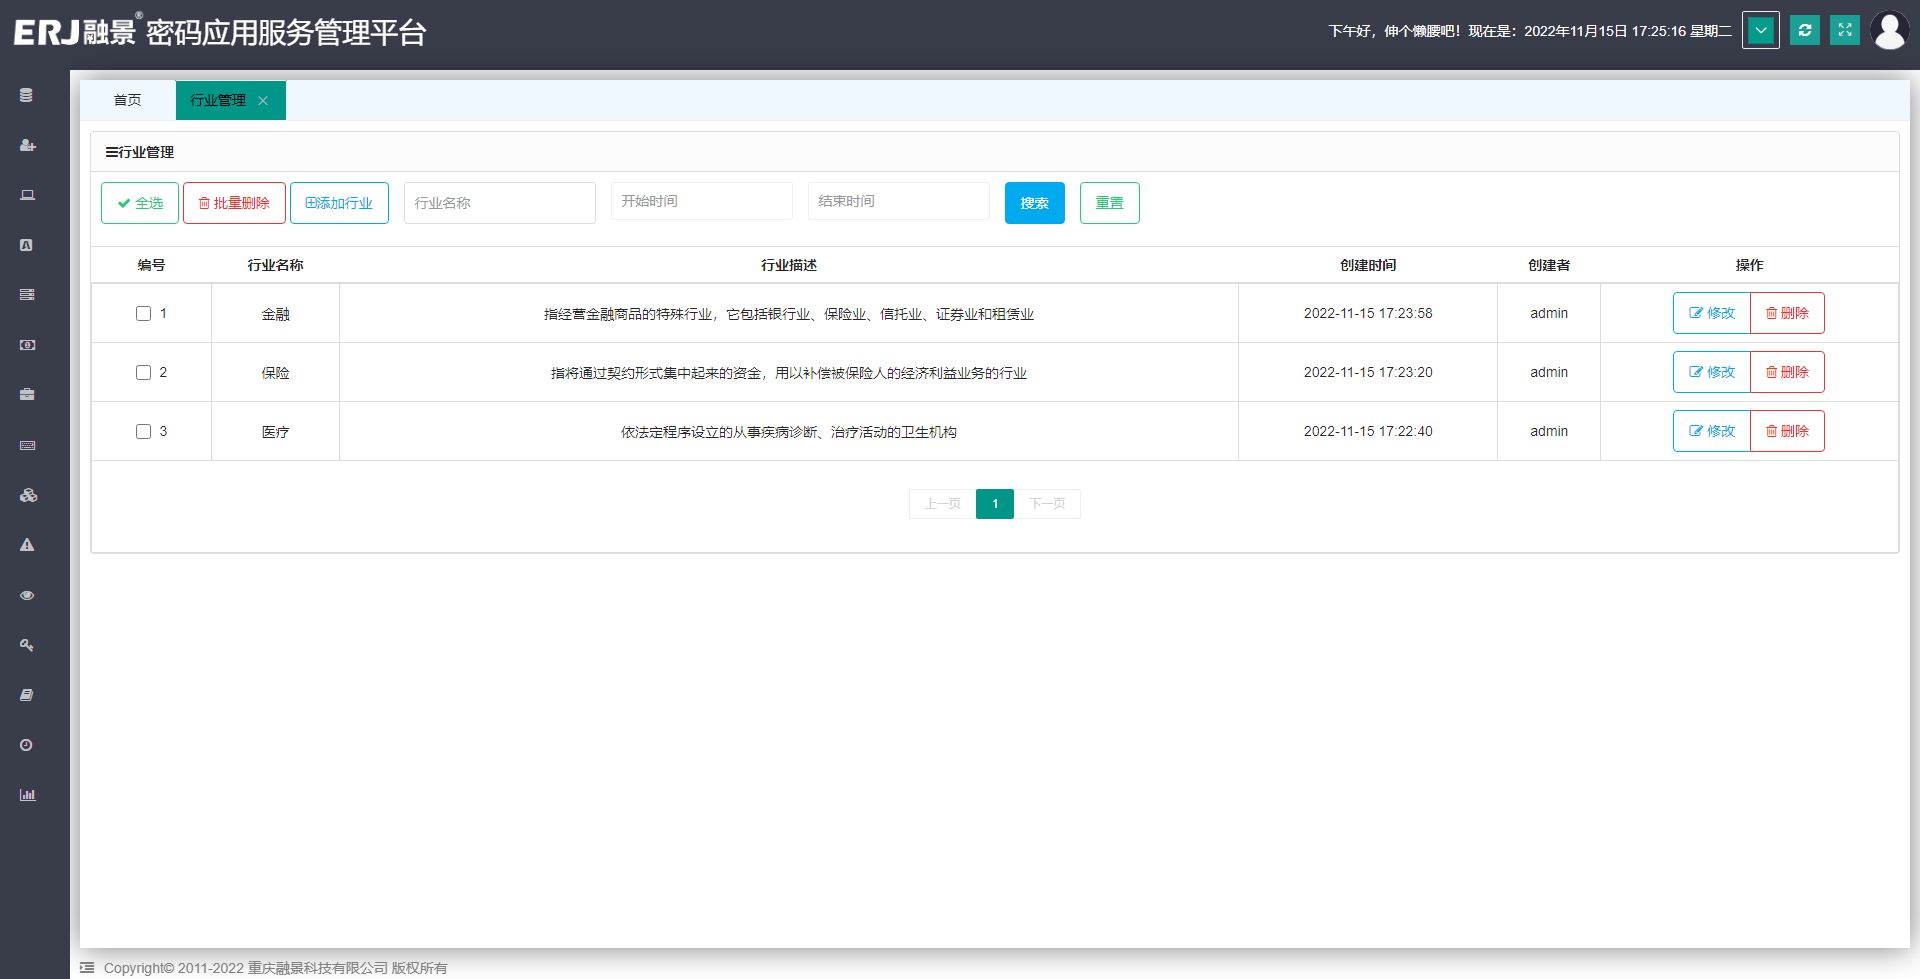 ERJ融景® 密码应用服务管理平台
下午好，伸个懒腰吧！现在是：2022年11月15日 17:25:16 星期二
首页 行业管理
行业管理
全选 批量删除 添加行业 行业名称 开始时间 结束时间 搜索 重置
编号 行业名称 行业描述 创建时间 创建者 操作
1 金融 指经营金融商品的特殊行业，它包括银行业、保险业、信托业、证券业和租赁业 2022-11-15 17:23:58 admin 修改 删除
2 保险 指将通过契约形式集中起来的资金，用以补偿被保险人的经济利益业务的行业 2022-11-15 17:23:20 admin 修改 删除
3 医疗 依法定程序设立的从事疾病诊断、治疗活动的卫生机构 2022-11-15 17:22:40 admin 修改 删除
上一页 1 下一页
Copyright© 2011-2022 重庆融景科技有限公司 版权所有